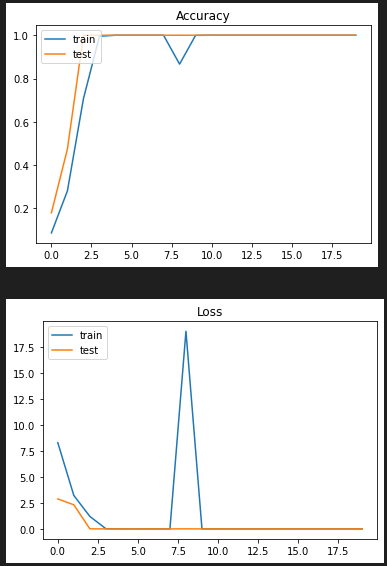 Accuracy
train
test
1.0
0.8
0.6
0.4
0.2
0.0 2.5 5.0 7.5 10.0 12.5 15.0 17.5
Loss
train
test
17.5
15.0
12.5
10.0
7.5
5.0
2.5
0.0
0.0 2.5 5.0 7.5 10.0 12.5 15.0 17.5